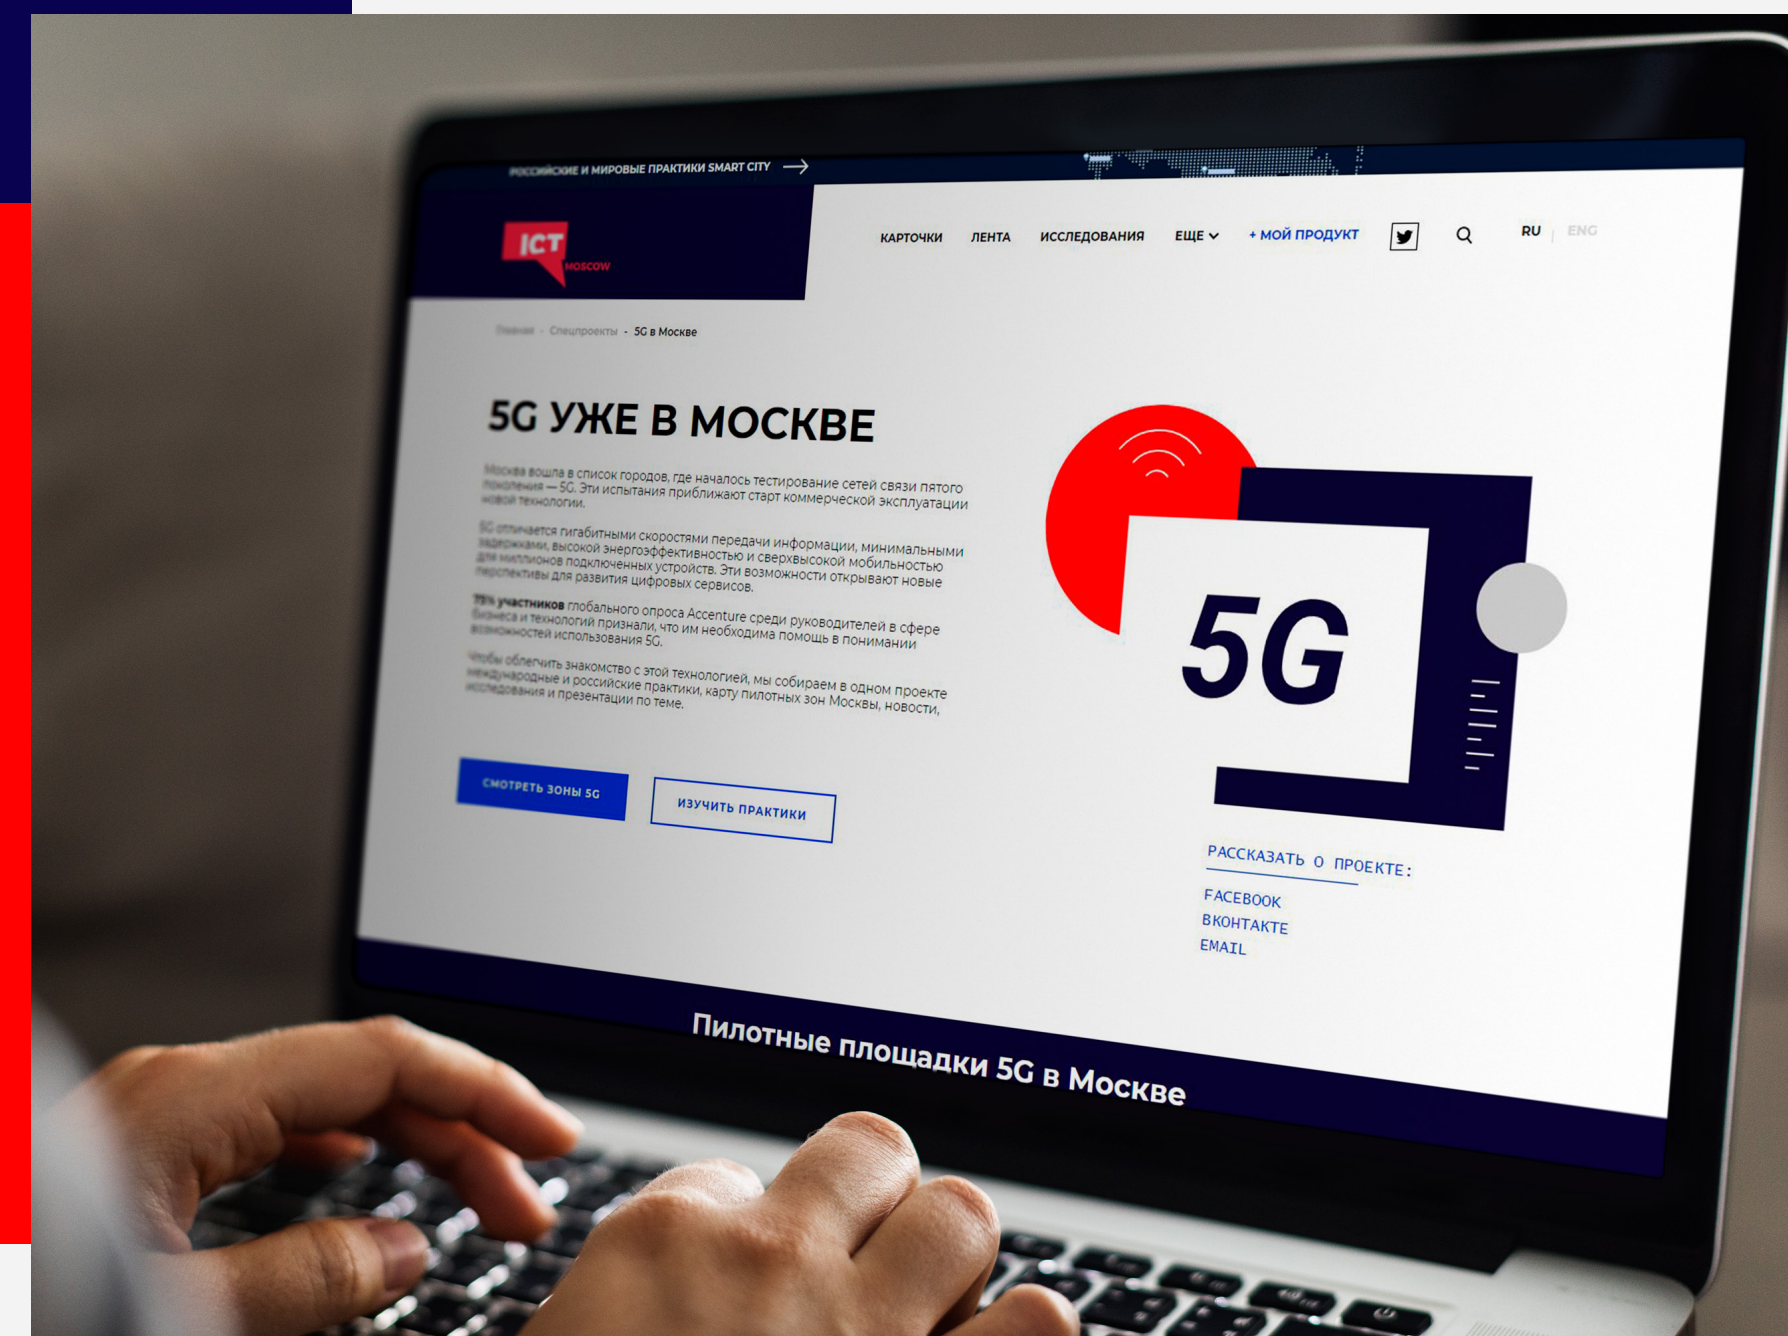 РОССИЙСКИЕ И МИРОВЫЕ ПРАКТИКИ SMART CITY
ICT
MOSCOW
КАРТОЧКИ ЛЕНТА ИССЛЕДОВАНИЯ ЕЩЕ + МОЙ ПРОДУКТ RU | ENG
Главная - Спецпроекты - 5G в Москве
5G УЖЕ В МОСКВЕ
Москва вошла в список городов, где началось тестирование сетей связи пятого
поколения — 5G. Эти испытания приближают старт коммерческой эксплуатации
новой технологии.
5G отличается гигабитными скоростями передачи информации, минимальными
задержками, высокой энергоэффективностью и сверхвысокой мобильностью
для миллионов подключенных устройств. Эти возможности открывают новые
перспективы для развития цифровых сервисов.
участников глобального опроса Accenture среди руководителей в сфере
бизнеса и технологий признали, что им необходима помощь в понимании
возможностей использования 5G.
Чтобы облегчить знакомство с этой технологией, мы собираем в одном проекте
международные и российские практики, карту пилотных зон Москвы, новости,
исследования и презентации по теме.
СМОТРЕТЬ ЗОНЫ 5G
ИЗУЧИТЬ ПРАКТИКИ
5G
РАССКАЗАТЬ О ПРОЕКТЕ:
FACEBOOK
ВКОНТАКТЕ
EMAIL
Пилотные площадки 5G в Москве